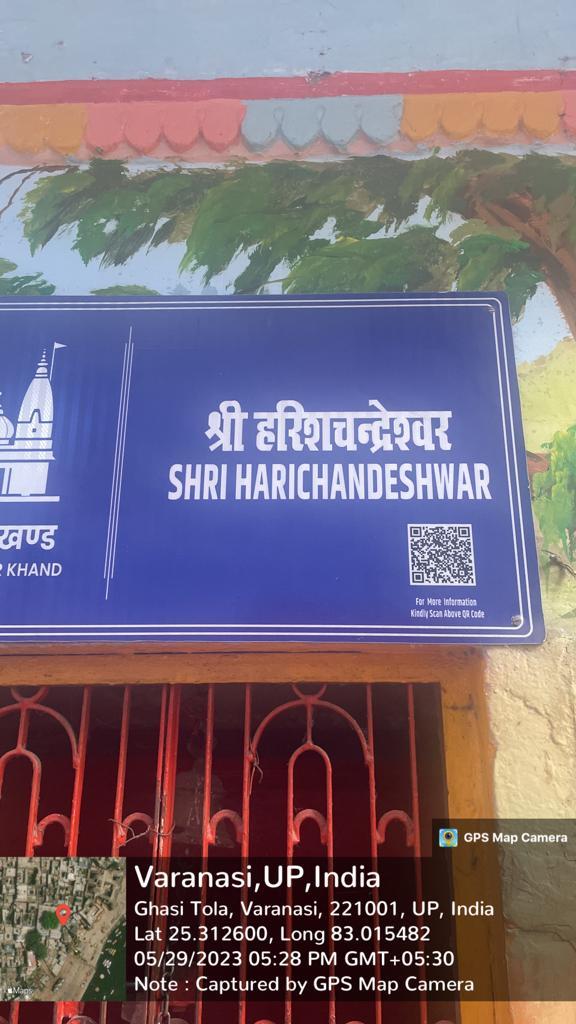 श्री हरिशचन्द्रेश्वर
SHRI HARICHANDESHWAR
खण्ड
KHAND
For More Information
Kindly Scan Above QR Code
GPS Map Camera
Varanasi,UP,India
Ghasi Tola, Varanasi, 221001, UP, India
Lat 25.312600, Long 83.015482
05/29/2023 05:28 PM GMT+05:30
Note : Captured by GPS Map Camera
Maps